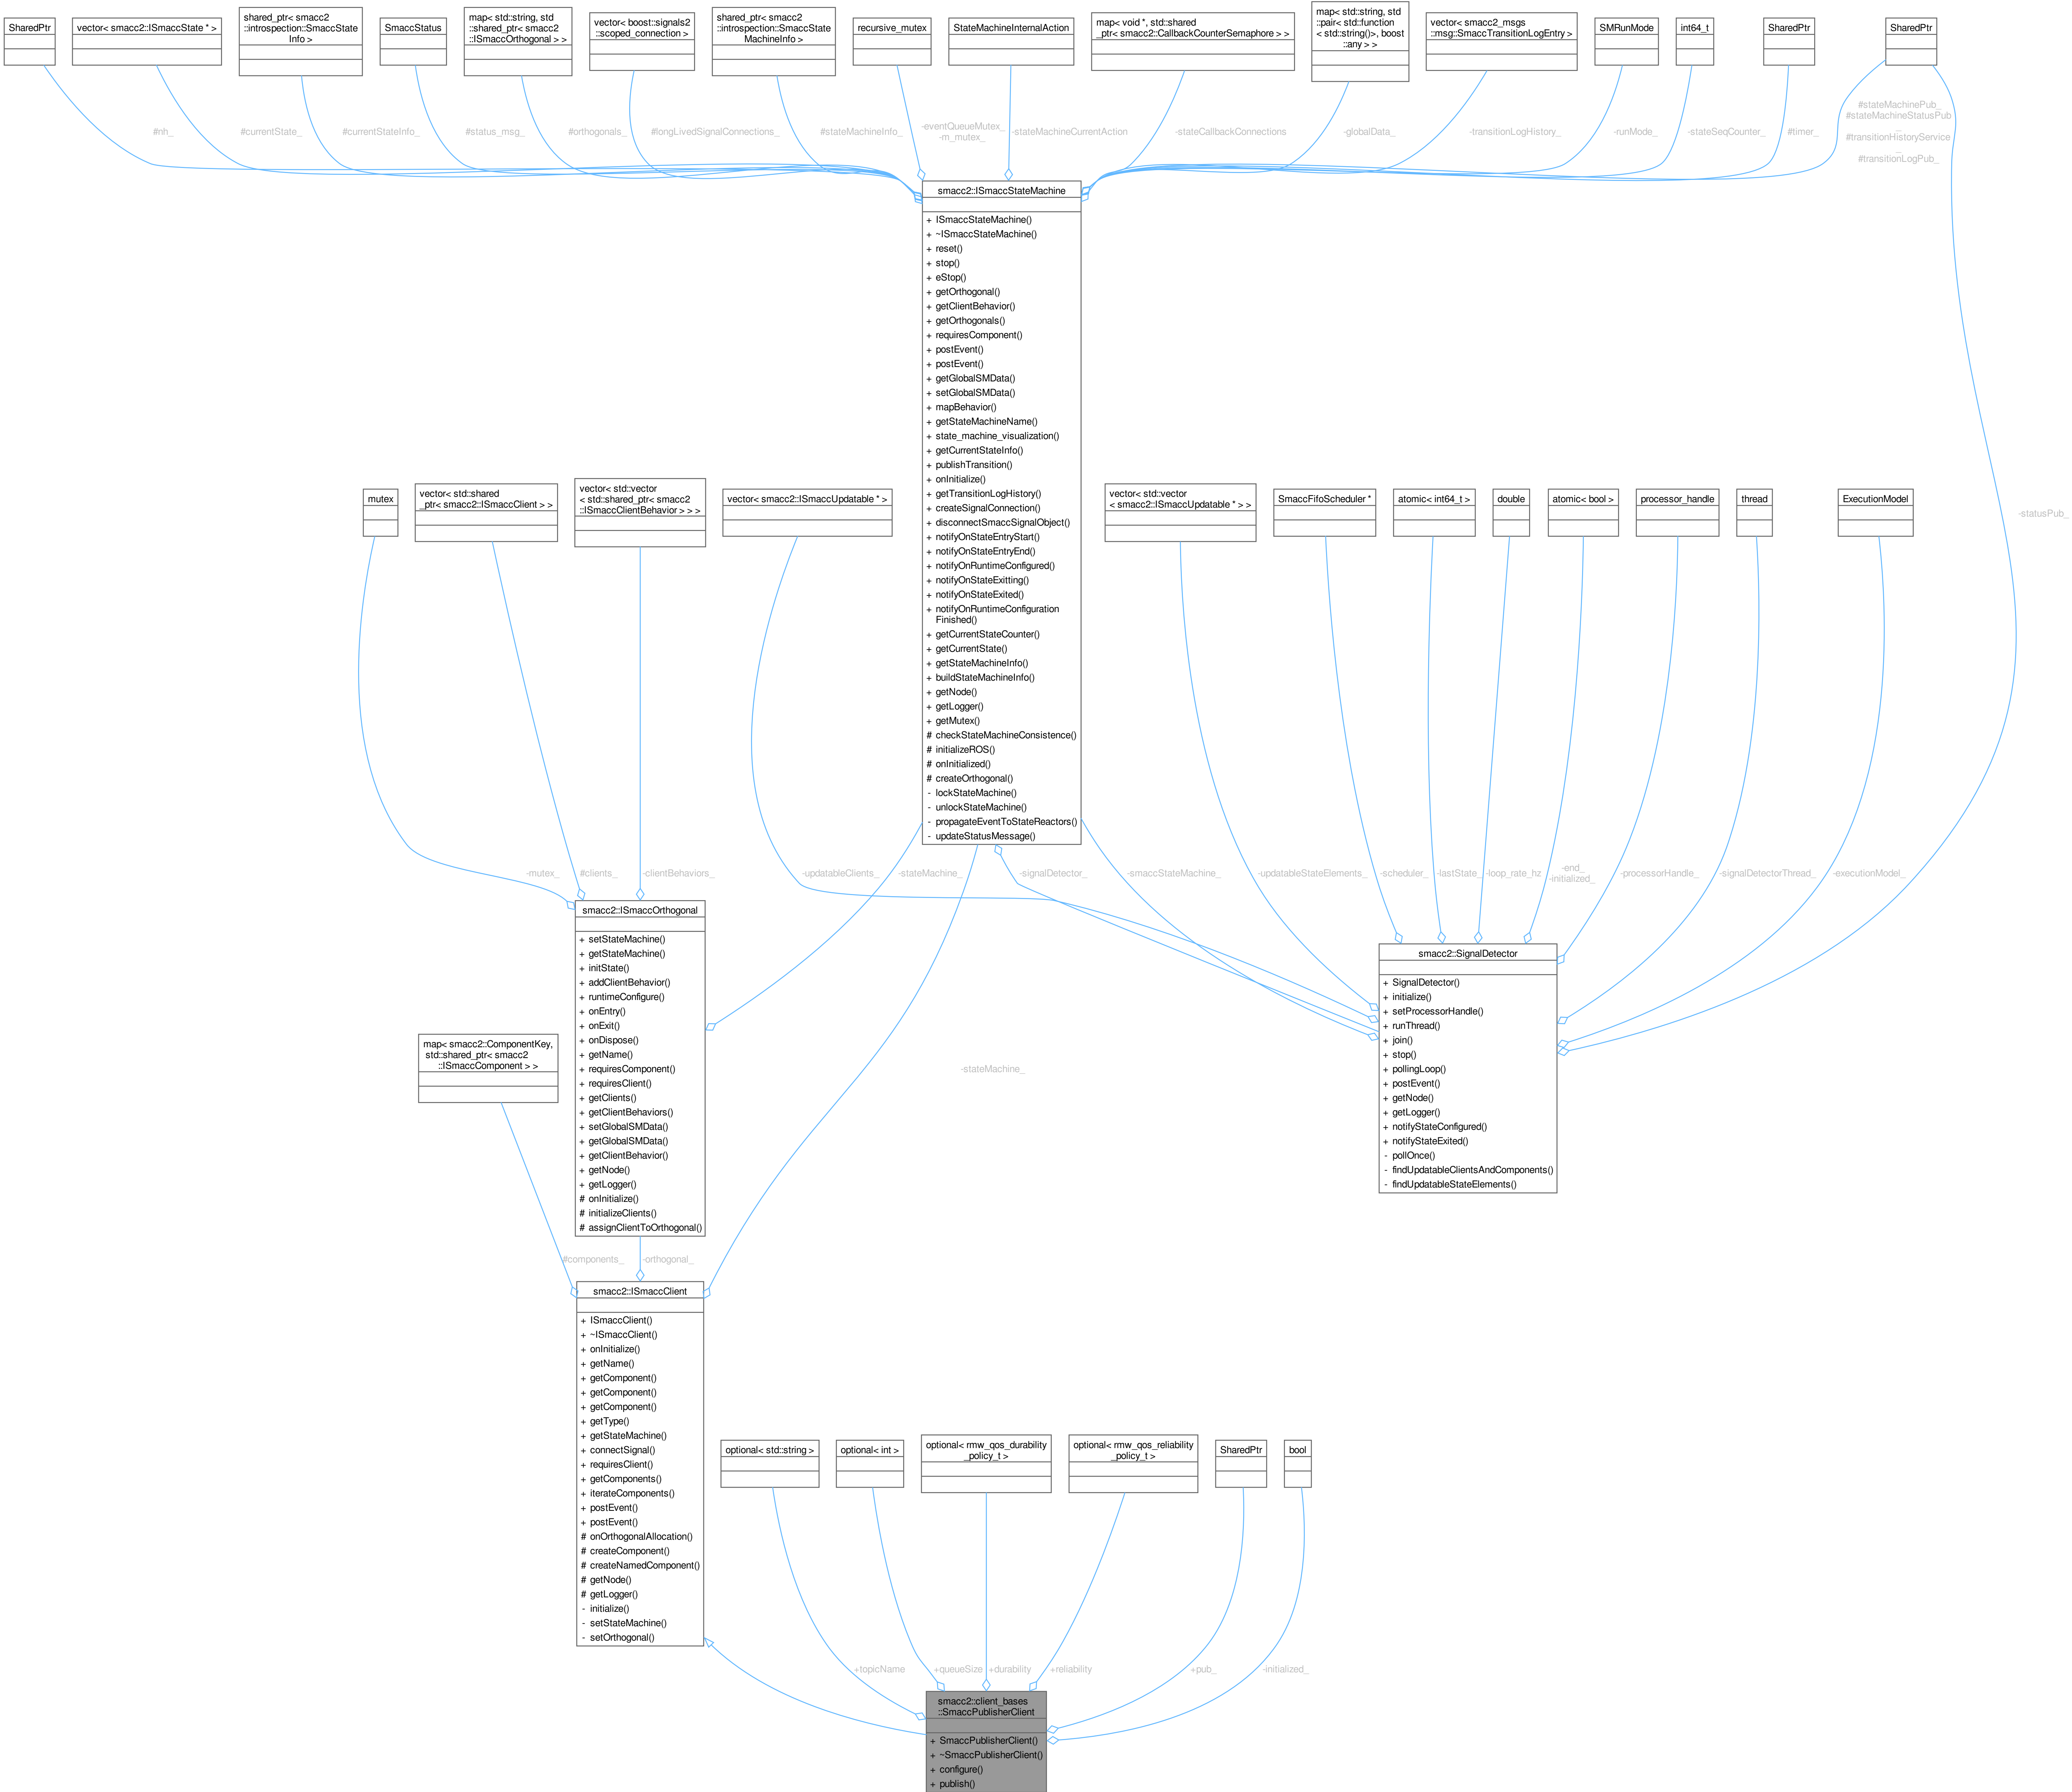 SharedPtr
vector< smacc2::ISmaccState * >
shared_ptr< smacc2
::introspection::SmaccState
Info >
SmaccStatus
map< std::string, std
::shared_ptr< smacc2
::ISmaccOrthogonal > >
vector< boost::signals2
::scoped_connection >
shared_ptr< smacc2
::introspection::SmaccState
MachineInfo >
recursive_mutex
StateMachineInternalAction
map< void *, std::shared
_ptr< smacc2::CallbackCounterSemaphore > >
map< std::string, std
::pair< std::function
< std::string()>, boost
::any > >
vector< smacc2_msgs
::msg::SmaccTransitionLogEntry >
SMRunMode
int64_t
SharedPtr
SharedPtr
#nh_
#currentState_
#currentStateInfo_
#status_msg_
#orthogonals_
#longLivedSignalConnections_
#stateMachineInfo_
-eventQueueMutex_
-m_mutex_
-stateMachineCurrentAction
-stateCallbackConnections
-globalData_
-transitionLogHistory_
-runMode_
-stateSeqCounter_
#timer_
#stateMachinePub_
#stateMachineStatusPub
_
#transitionHistoryService
_
#transitionLogPub_
smacc2::ISmaccStateMachine
+ ISmaccStateMachine()
+ ~ISmaccStateMachine()
+ reset()
+ stop()
+ eStop()
+ getOrthogonal()
+ getClientBehavior()
+ getOrthogonals()
+ requiresComponent()
+ postEvent()
+ postEvent()
+ getGlobalSMData()
+ setGlobalSMData()
+ mapBehavior()
+ getStateMachineName()
+ state_machine_visualization()
+ getCurrentStateInfo()
+ publishTransition()
+ onInitialize()
+ getTransitionLogHistory()
+ createSignalConnection()
+ disconnectSmaccSignalObject()
+ notifyOnStateEntryStart()
+ notifyOnStateEntryEnd()
+ notifyOnRuntimeConfigured()
+ notifyOnStateExitting()
+ notifyOnStateExited()
+ notifyOnRuntimeConfiguration
Finished()
+ getCurrentStateCounter()
+ getCurrentState()
+ getStateMachineInfo()
+ buildStateMachineInfo()
+ getNode()
+ getLogger()
+ getMutex()
# checkStateMachineConsistence()
# initializeROS()
# onInitialized()
# createOrthogonal()
- lockStateMachine()
- unlockStateMachine()
- propagateEventToStateReactors()
- updateStatusMessage()
mutex
vector< std::shared
_ptr< smacc2::ISmaccClient > >
vector< std::vector
< std::shared_ptr< smacc2
::ISmaccClientBehavior > > >
vector< smacc2::ISmaccUpdatable * >
vector< std::vector
< smacc2::ISmaccUpdatable * > >
SmaccFifoScheduler *
atomic< int64_t >
double
atomic< bool >
processor_handle
thread
ExecutionModel
-statusPub_
-mutex_
#clients_
-clientBehaviors_
-updatableClients_
-stateMachine_
-signalDetector_
-smaccStateMachine_
-updatableStateElements_
-scheduler_
-lastState_
-loop_rate_hz
-end_
-initialized_
-processorHandle_
-signalDetectorThread_
-executionModel_
smacc2::ISmaccOrthogonal
+ setStateMachine()
+ getStateMachine()
+ initState()
+ addClientBehavior()
+ runtimeConfigure()
+ onEntry()
+ onExit()
+ onDispose()
+ getName()
+ requiresComponent()
+ requiresClient()
+ getClients()
+ getClientBehaviors()
+ setGlobalSMData()
+ getGlobalSMData()
+ getClientBehavior()
+ getNode()
+ getLogger()
# onInitialize()
# initializeClients()
# assignClientToOrthogonal()
smacc2::SignalDetector
+ SignalDetector()
+ initialize()
+ setProcessorHandle()
+ runThread()
+ join()
+ stop()
+ pollingLoop()
+ postEvent()
+ getNode()
+ getLogger()
+ notifyStateConfigured()
+ notifyStateExited()
- pollOnce()
- findUpdatableClientsAndComponents()
- findUpdatableStateElements()
map< smacc2::ComponentKey,
std::shared_ptr< smacc2
::ISmaccComponent > >
-stateMachine_
#components_
-orthogonal_
smacc2::ISmaccClient
+ ISmaccClient()
+ ~ISmaccClient()
+ onInitialize()
+ getName()
+ getComponent()
+ getComponent()
+ getComponent()
+ getType()
+ getStateMachine()
+ connectSignal()
+ requiresClient()
+ getComponents()
+ iterateComponents()
+ postEvent()
+ postEvent()
# onOrthogonalAllocation()
# createComponent()
# createNamedComponent()
# getNode()
# getLogger()
- initialize()
- setStateMachine()
- setOrthogonal()
optional< std::string >
optional< int >
optional< rmw_qos_durability
_policy_t >
optional< rmw_qos_reliability
_policy_t >
SharedPtr
bool
+topicName
+queueSize
+durability
+reliability
+pub_
-initialized_
smacc2::client_bases
::SmaccPublisherClient
+ SmaccPublisherClient()
+ ~SmaccPublisherClient()
+ configure()
+ publish()